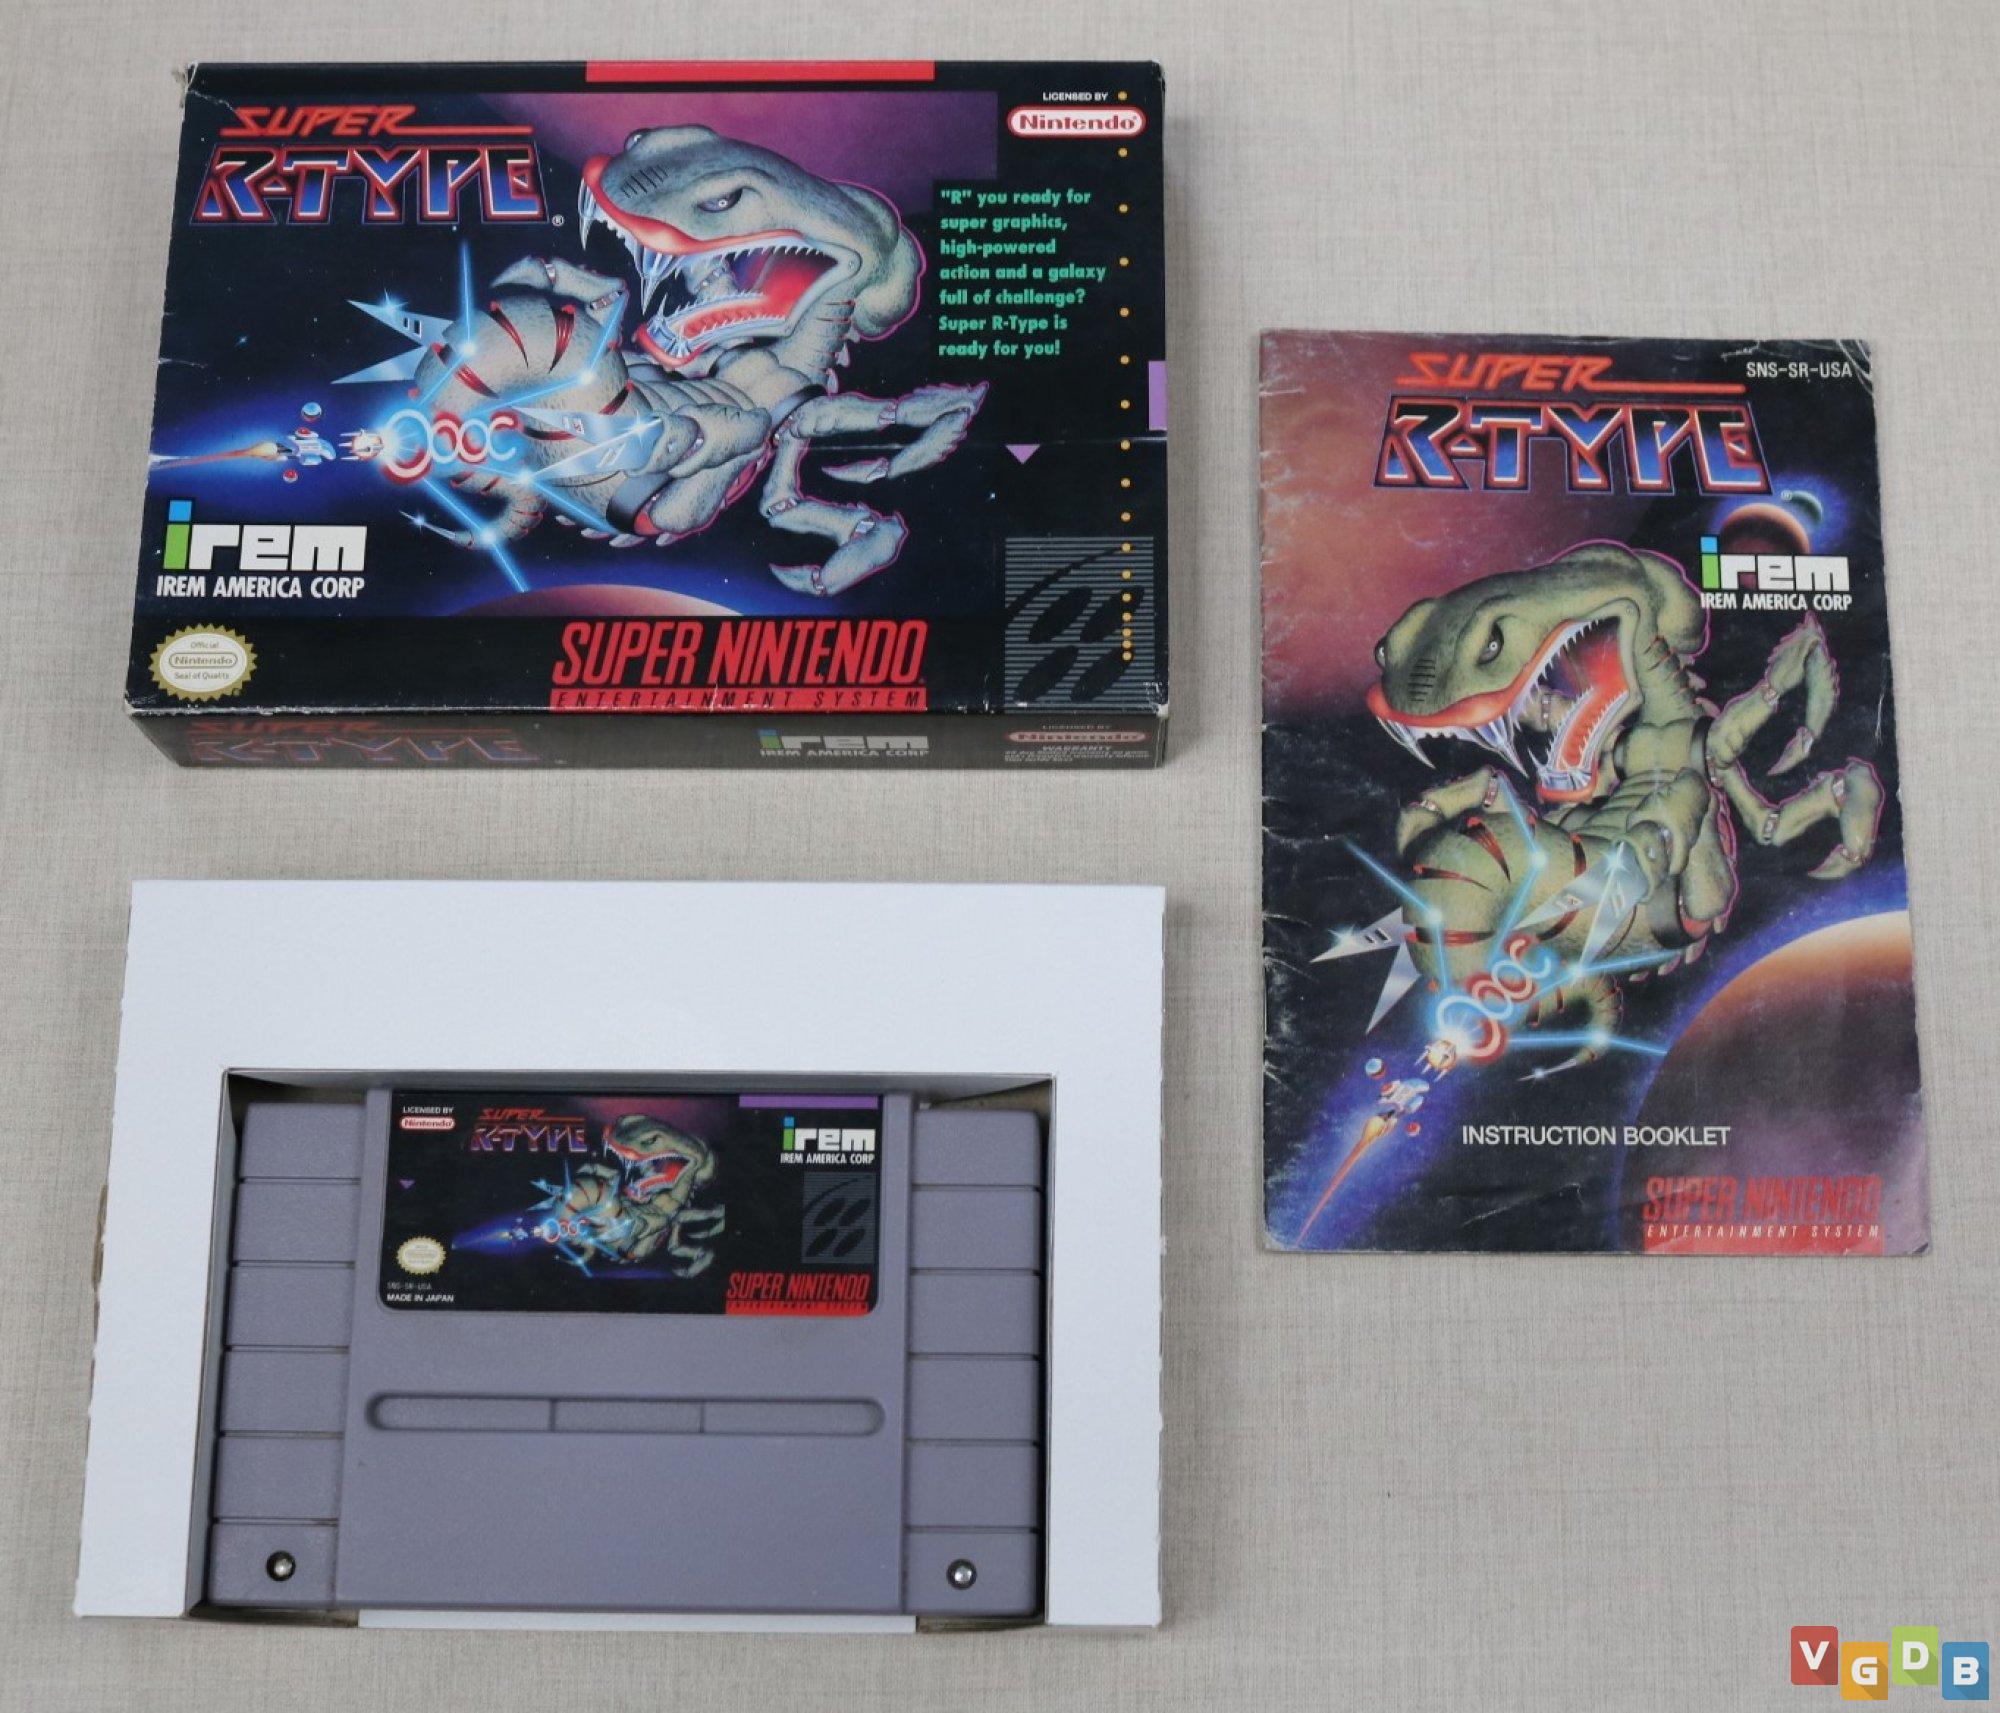 SUPER
R-TYPE®
LICENSED BY
Nintendo®
"R" you ready for
super graphics,
high-powered
action and a galaxy
full of challenge?
Super R-Type is
ready for you!
irem
IREM AMERICA CORP
Official
Nintendo
Seal of Quality
SUPER NINTENDO
ENTERTAINMENT SYSTEM
SUPER
R-TYPE
irem
IREM AMERICA CORP
LICENSED BY
Nintendo
WARRANTY
SUPER
R-TYPE®
SNS-SR-USA
irem
IREM AMERICA CORP
INSTRUCTION BOOKLET
SUPER NINTENDO
ENTERTAINMENT SYSTEM
LICENSED BY
Nintendo
SUPER
R-TYPE
irem
IREM AMERICA CORP
SNS-SR-USA
MADE IN JAPAN
SUPER NINTENDO
ENTERTAINMENT SYSTEM
VGDB